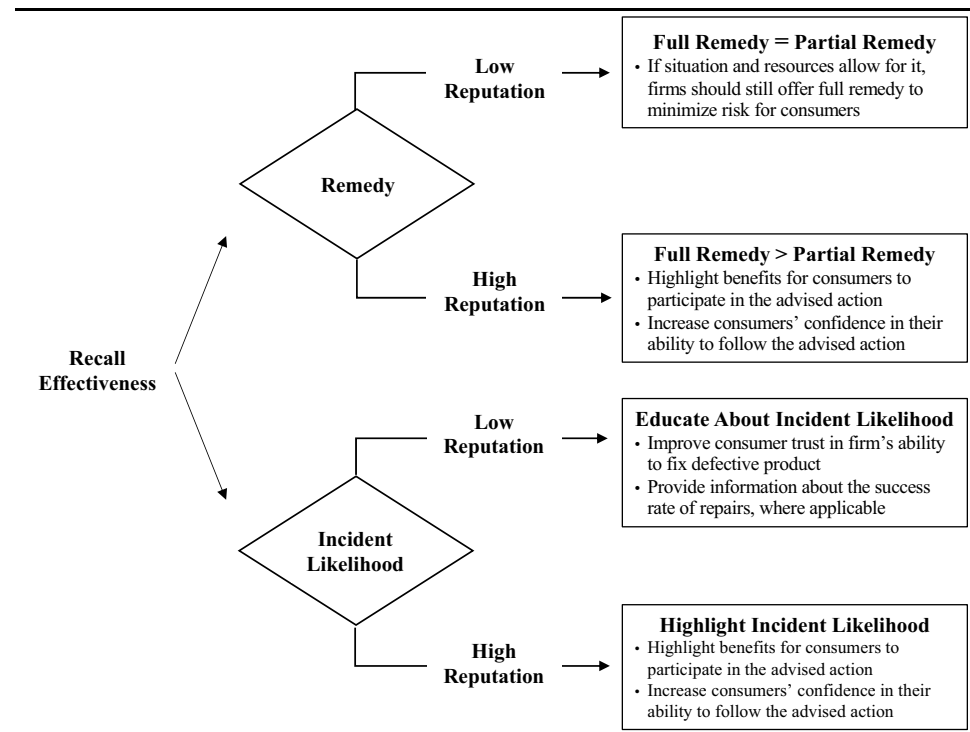 Recall
Effectiveness
Remedy
Low
Reputation
Full Remedy = Partial Remedy
• If situation and resources allow for it,
firms should still offer full remedy to
minimize risk for consumers
High
Reputation
Full Remedy > Partial Remedy
• Highlight benefits for consumers to
participate in the advised action
• Increase consumers’ confidence in their
ability to follow the advised action
Incident
Likelihood
Low
Reputation
Educate About Incident Likelihood
• Improve consumer trust in firm’s ability
to fix defective product
• Provide information about the success
rate of repairs, where applicable
High
Reputation
Highlight Incident Likelihood
• Highlight benefits for consumers to
participate in the advised action
• Increase consumers’ confidence in their
ability to follow the advised action